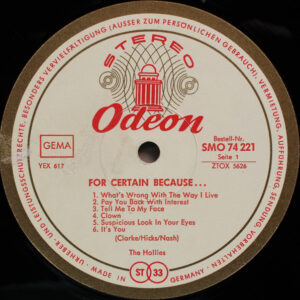 AUFFÜHRUNG, SENDUNG, VORBEHALTEN! • MADE IN GERMANY • URHEBER- UND LEISTUNGSSCHUTZRECHTE, BESONDERS VERVIELFÄLTIGUNG (AUSSER ZUM PERSÖNLICHEN GEBRAUCH), VERMIETUNG,
STEREO
Odeon
GEMA
YEX 617
Bestell-Nr.
SMO 74 221
Seite 1
ZTOX 5626
FOR CERTAIN BECAUSE...
1. What's Wrong With The Way I Live
2. Pay You Back With Interest
3. Tell Me To My Face
4. Clown
5. Suspicious Look In Your Eyes
6. It's You
(Clarke/Hicks/Nash)
The Hollies
ST 33